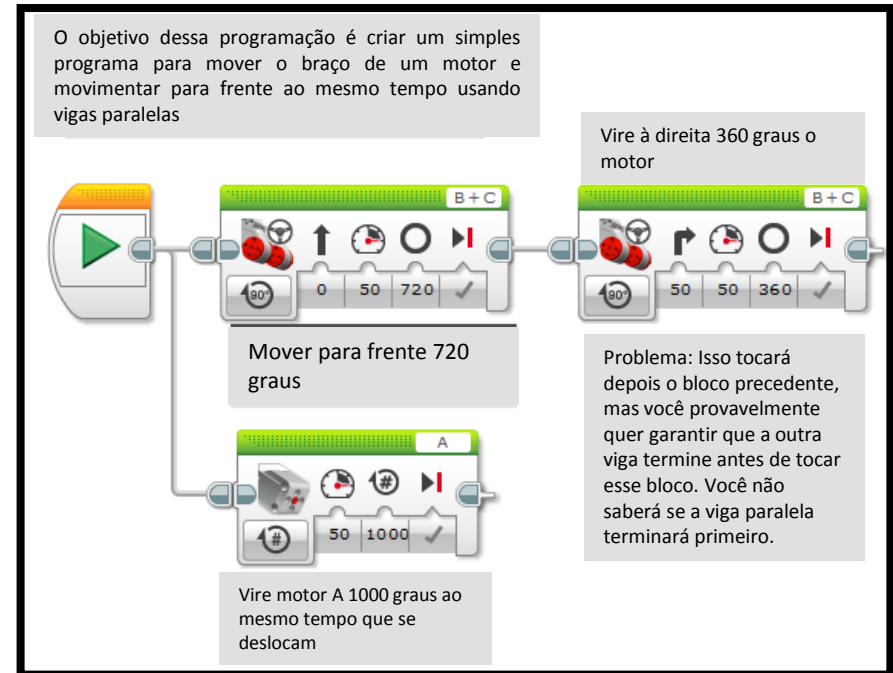 O objetivo dessa programação é criar um simples
programa para mover o braço de um motor e
movimentar para frente ao mesmo tempo usando
vigas paralelas
Vire à direita 360 graus o
motor
B+C
B+C
90°
0
50
720
90°
50
50
360
Mover para frente 720
graus
Problema: Isso tocará
depois o bloco precedente,
mas você provavelmente
quer garantir que a outra
viga termine antes de tocar
esse bloco. Você não
saberá se a viga paralela
terminará primeiro.
A
#
#
50
1000
Vire motor A 1000 graus ao
mesmo tempo que se
deslocam